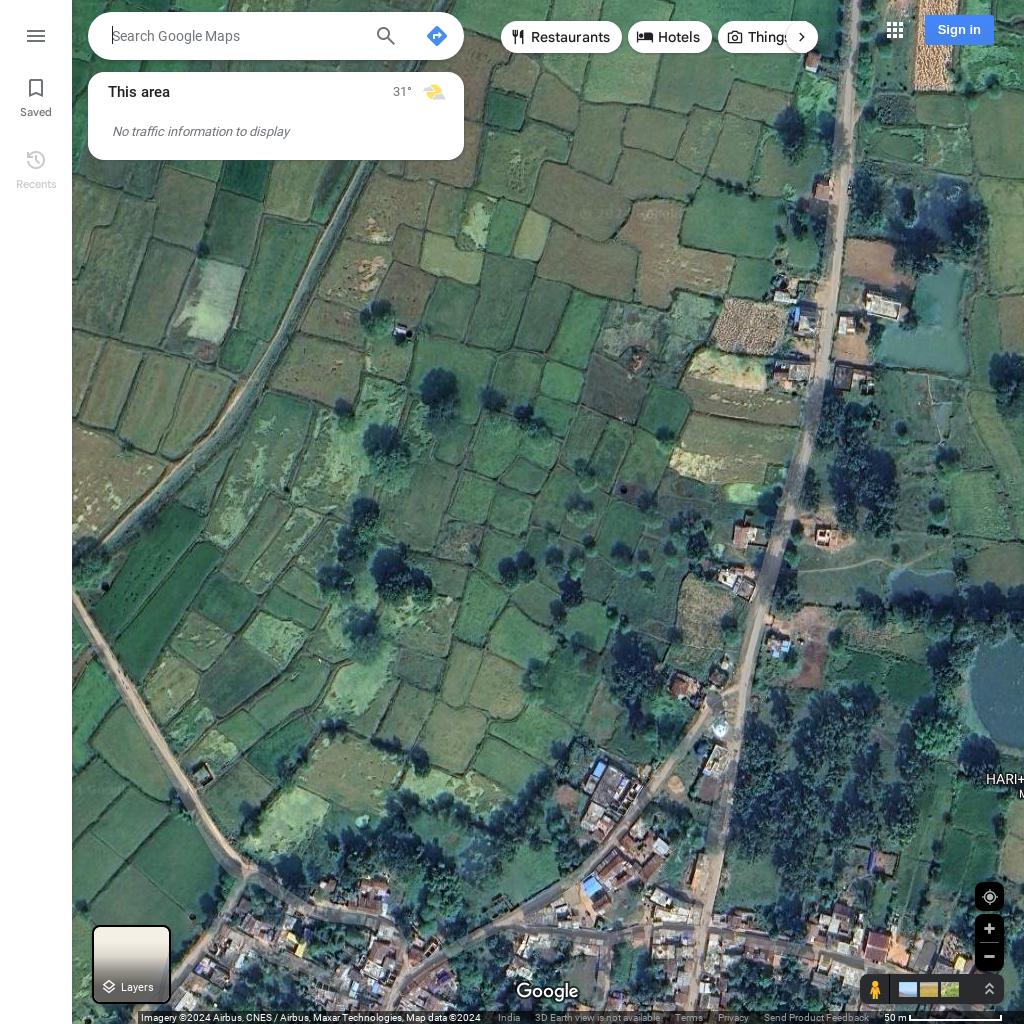 Search Google Maps
Restaurants
Hotels
Things
Sign in
This area
31°
No traffic information to display
Saved
Recents
HARI+
M
Layers
Google
Imagery ©2024 Airbus, CNES / Airbus, Maxar Technologies, Map data ©2024 India 3D Earth view is not available Terms Privacy Send Product Feedback 50 m